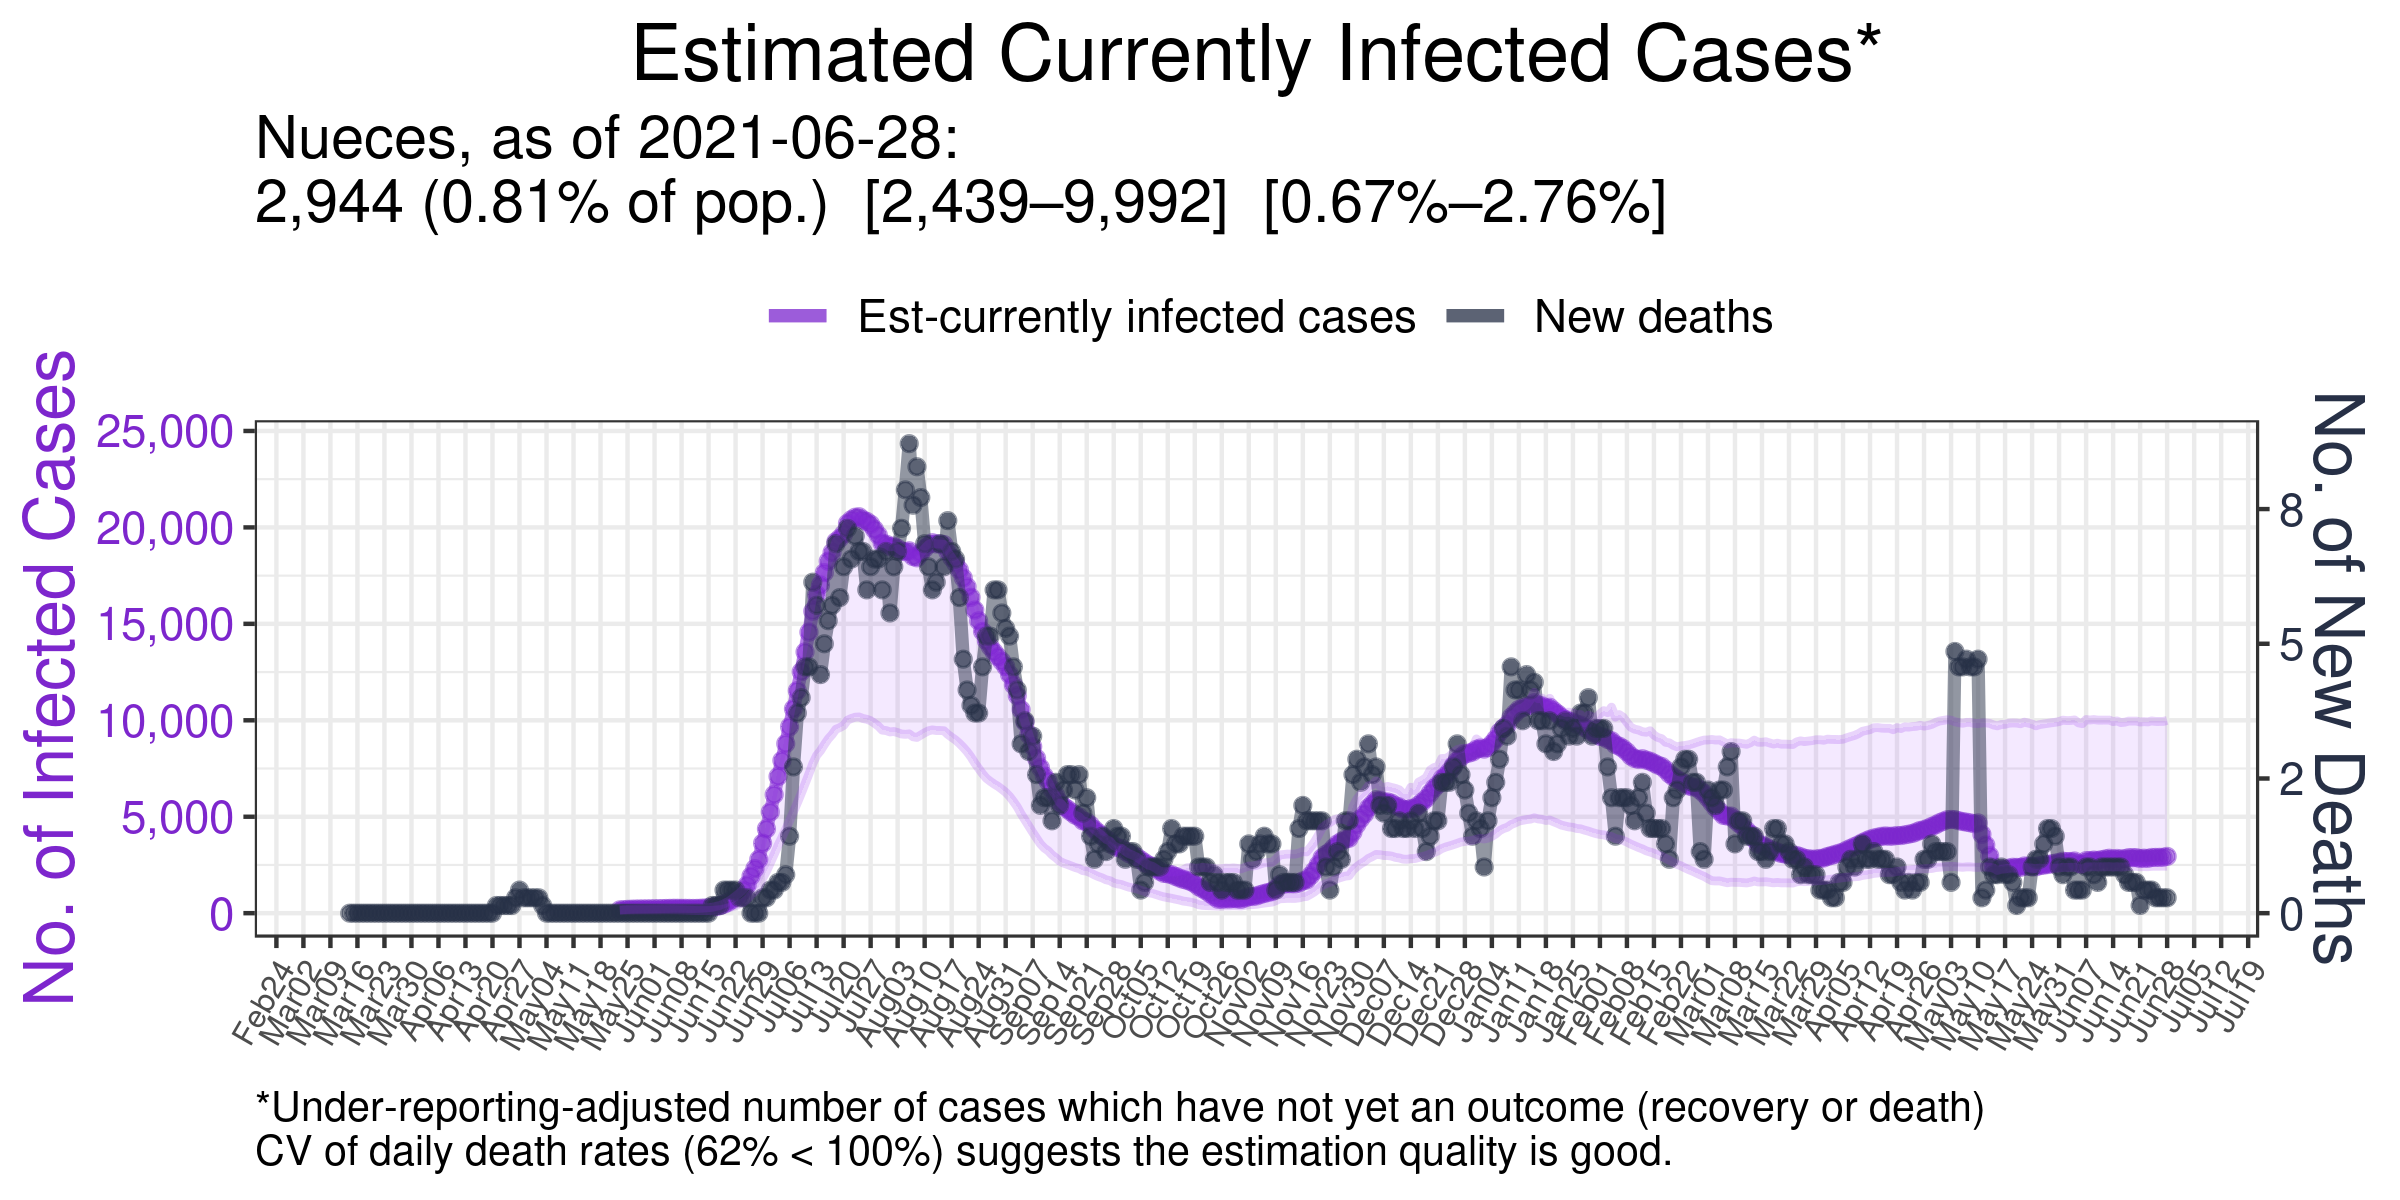 Estimated Currently Infected Cases*
Nueces, as of 2021-06-28:
2,944 (0.81% of pop.) [2,439–9,992] [0.67%–2.76%]
Est-currently infected cases
New deaths
No. of Infected Cases
25,000
20,000
15,000
10,000
5,000
0
No. of New Deaths
8
5
2
0
Feb24
Mar02
Mar09
Mar16
Mar23
Mar30
Apr06
Apr13
Apr20
Apr27
May04
May11
May18
May25
Jun01
Jun08
Jun15
Jun22
Jun29
Jul06
Jul13
Jul20
Jul27
Aug03
Aug10
Aug17
Aug24
Aug31
Sep07
Sep14
Sep21
Sep28
Oct05
Oct12
Oct19
Oct26
Nov02
Nov09
Nov16
Nov23
Nov30
Dec07
Dec14
Dec21
Dec28
Jan04
Jan11
Jan18
Jan25
Feb01
Feb08
Feb15
Feb22
Mar01
Mar08
Mar15
Mar22
Mar29
Apr05
Apr12
Apr19
Apr26
May03
May10
May17
May24
May31
Jun07
Jun14
Jun21
Jun28
Jul05
Jul12
Jul19
*Under-reporting-adjusted number of cases which have not yet an outcome (recovery or death)
CV of daily death rates (62% < 100%) suggests the estimation quality is good.